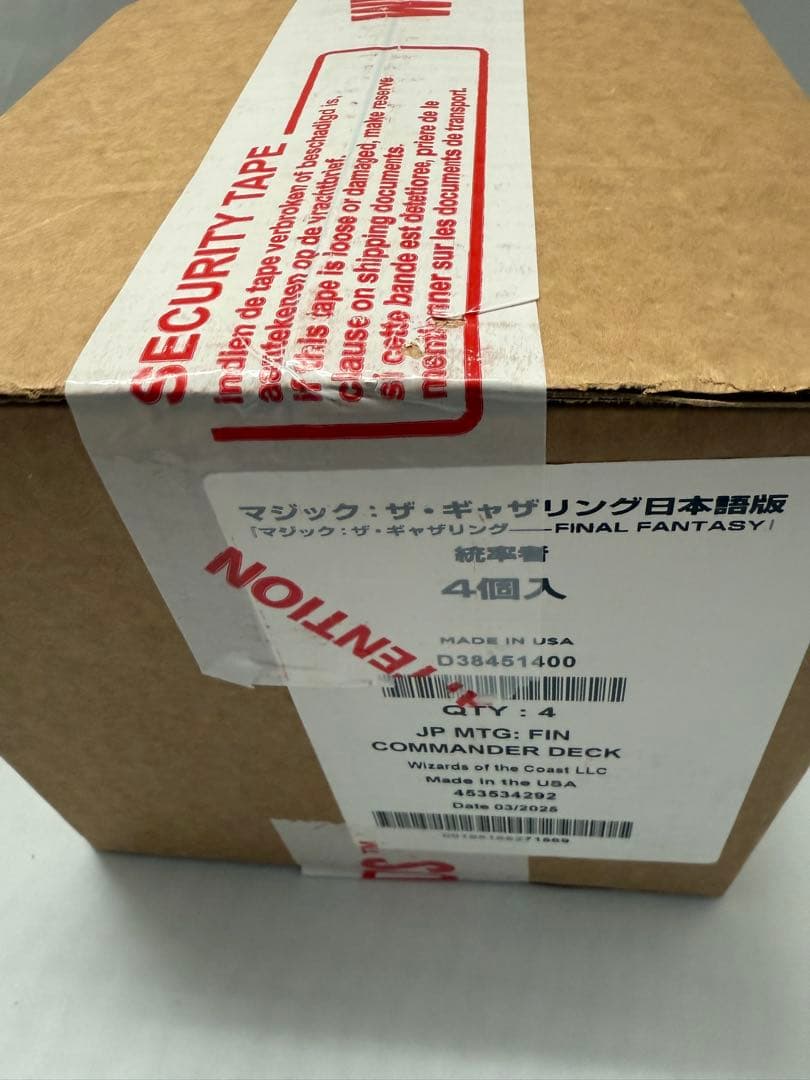 SECURITY TAPE
indien de tape verbroken of beschadigd is,
aantekenen op de vrachtbrief.
if this tape is loose or damaged, make reserve
clause on shipping documents.
si cette bande est deterioree, priere de le
mentionner sur les documents de transport.
マジック:ザ・ギャザリング日本語版
「マジック:ザ・ギャザリング——FINAL FANTASY」
統率者
4個入
TENTION
MADE IN USA
D38451400
QTY : 4
JP MTG: FIN
COMMANDER DECK
Wizards of the Coast LLC
Made in the USA
453534292
Date 03/2025